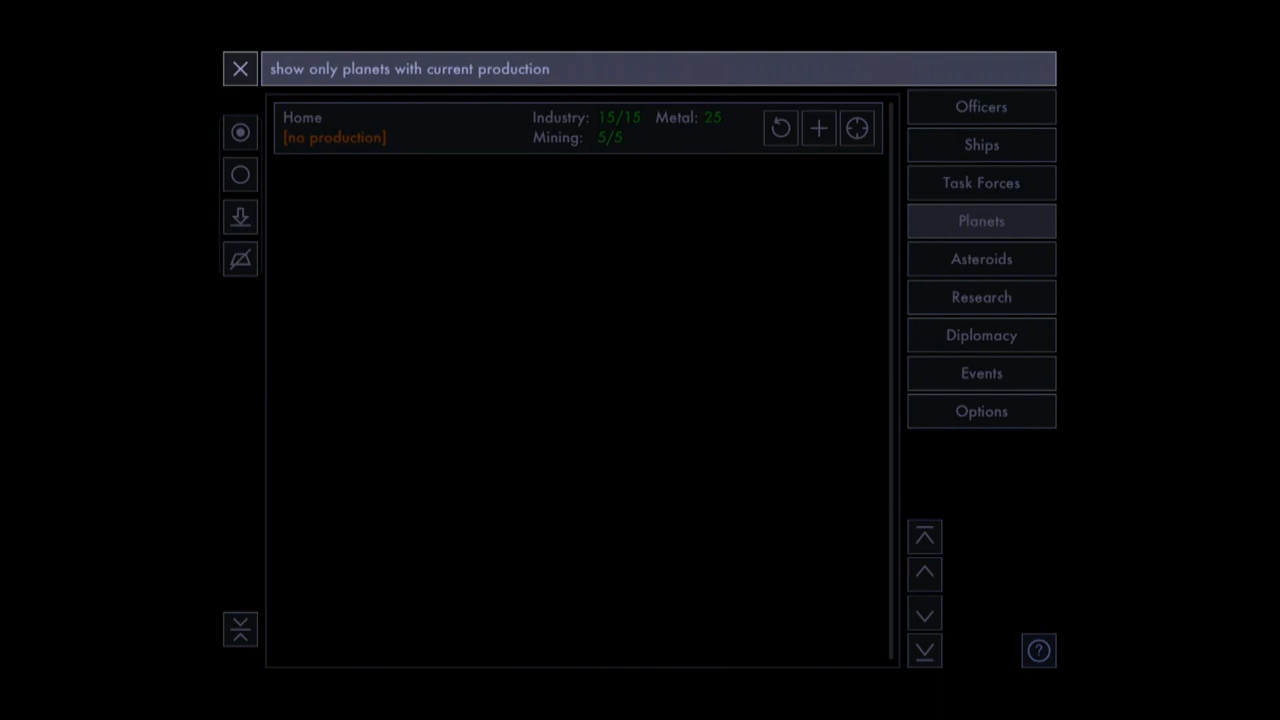 show only planets with current production
Home
[no production]
Industry: 15/15 Metal: 25
Mining: 5/5
Officers
Ships
Task Forces
Planets
Asteroids
Research
Diplomacy
Events
Options
?